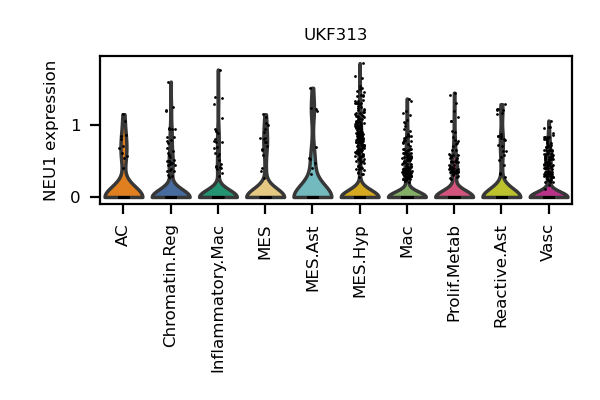 UKF313
NEU1 expression
1
0
AC
Chromatin.Reg
Inflammatory.Mac
MES
MES.Ast
MES.Hyp
Mac
Prolif.Metab
Reactive.Ast
Vasc